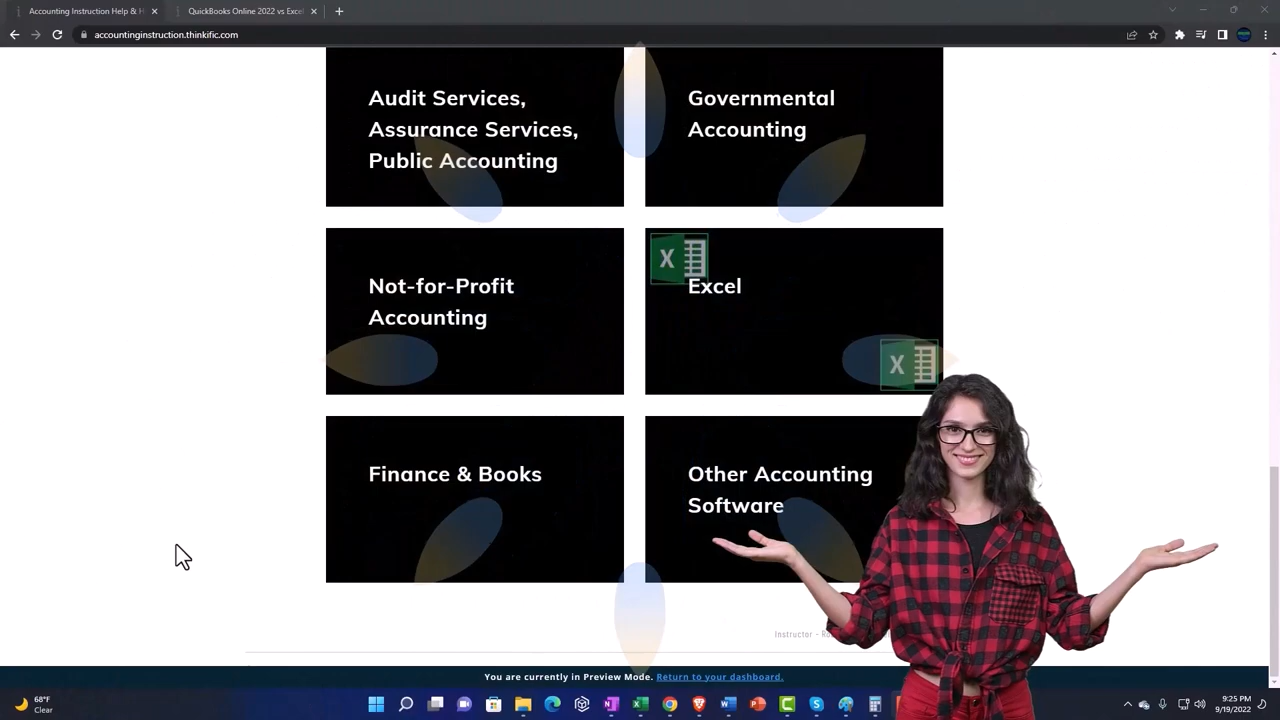 Accounting Instruction Help & H
QuickBooks Online 2022 vs Excel
accountinginstruction.thinkific.com
Audit Services,
Assurance Services,
Public Accounting
Governmental
Accounting
Not-for-Profit
Accounting
X
Excel
X
Finance & Books
Other Accounting
Software
Instructor -
You are currently in Preview Mode. Return to your dashboard.
68°F
Clear
9:25 PM
9/19/2022